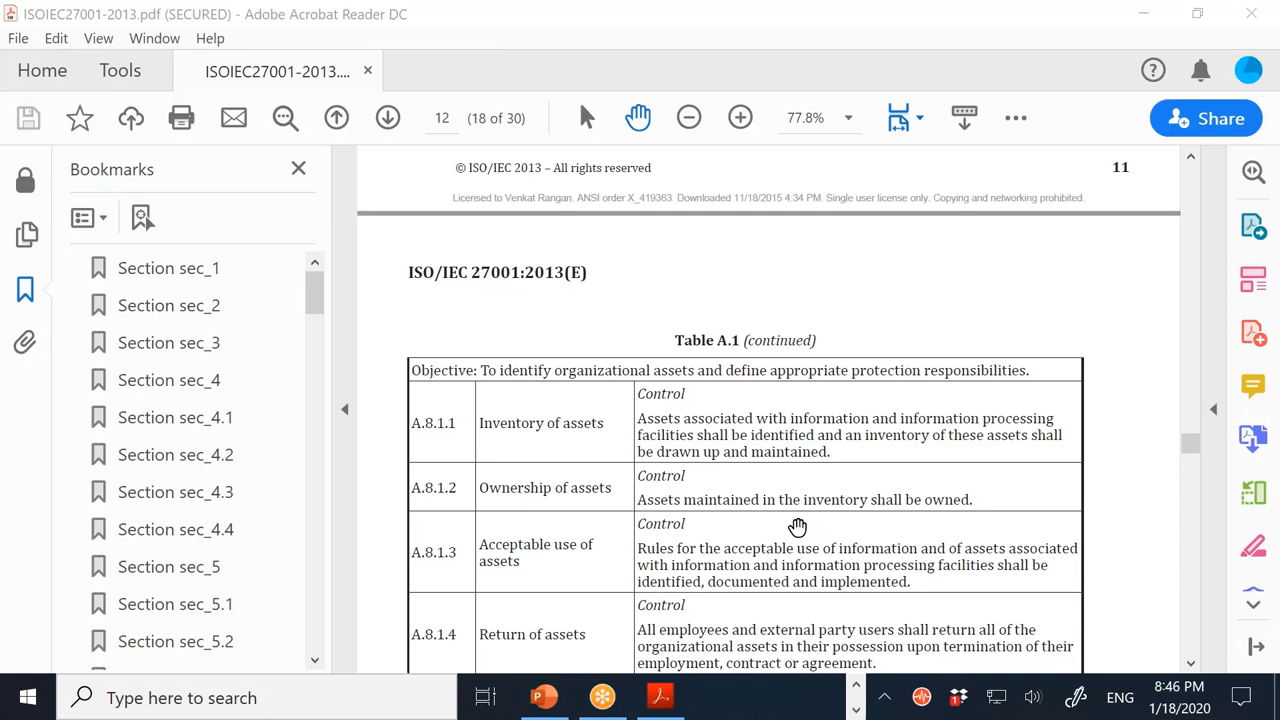 ISOIEC27001-2013.pdf (SECURED) - Adobe Acrobat Reader DC
File Edit View Window Help
Home Tools ISOIEC27001-2013....
12 (18 of 30) 77.8% Share
Bookmarks
Section sec_1
Section sec_2
Section sec_3
Section sec_4
Section sec_4.1
Section sec_4.2
Section sec_4.3
Section sec_4.4
Section sec_5
Section sec_5.1
Section sec_5.2
© ISO/IEC 2013 – All rights reserved 11
Licensed to Venkat Rangan. ANSI order X_419363. Downloaded 11/18/2015 4:34 PM. Single user license only. Copying and networking prohibited.
ISO/IEC 27001:2013(E)
Table A.1 (continued)
Objective: To identify organizational assets and define appropriate protection responsibilities.
A.8.1.1 Inventory of assets
Control
Assets associated with information and information processing
facilities shall be identified and an inventory of these assets shall
be drawn up and maintained.
A.8.1.2 Ownership of assets
Control
Assets maintained in the inventory shall be owned.
A.8.1.3 Acceptable use of
assets
Control
Rules for the acceptable use of information and of assets associated
with information and information processing facilities shall be
identified, documented and implemented.
A.8.1.4 Return of assets
Control
All employees and external party users shall return all of the
organizational assets in their possession upon termination of their
employment, contract or agreement.
Type here to search
ENG
8:46 PM
1/18/2020